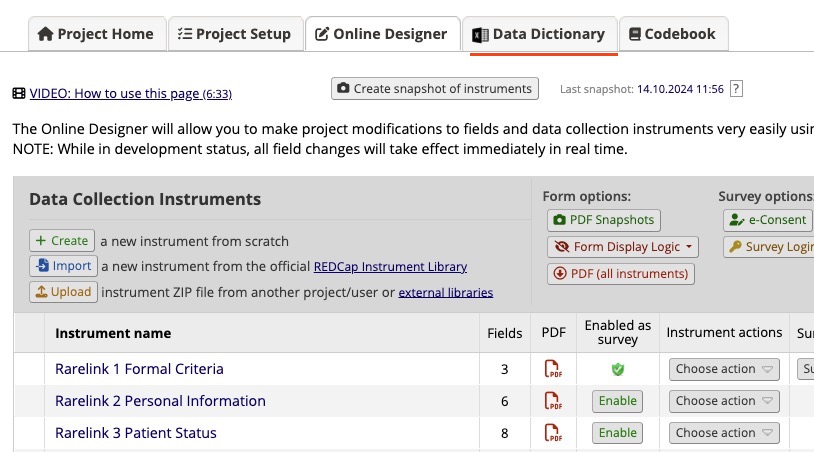 Project Home Project Setup Online Designer Data Dictionary Codebook
VIDEO: How to use this page (6:33) Create snapshot of instruments Last snapshot: 14.10.2024 11:56 ?
The Online Designer will allow you to make project modifications to fields and data collection instruments very easily
NOTE: While in development status, all field changes will take effect immediately in real time.
Data Collection Instruments
+ Create a new instrument from scratch
Import a new instrument from the official REDCap Instrument Library
Upload instrument ZIP file from another project/user or external libraries
Form options:
PDF Snapshots
Form Display Logic
PDF (all instruments)
Survey options:
e-Consent
Survey Login
Instrument name Fields PDF Enabled as survey Instrument actions
Rarelink 1 Formal Criteria 3 PDF Choose action
Rarelink 2 Personal Information 6 PDF Enable Choose action
Rarelink 3 Patient Status 8 PDF Enable Choose action